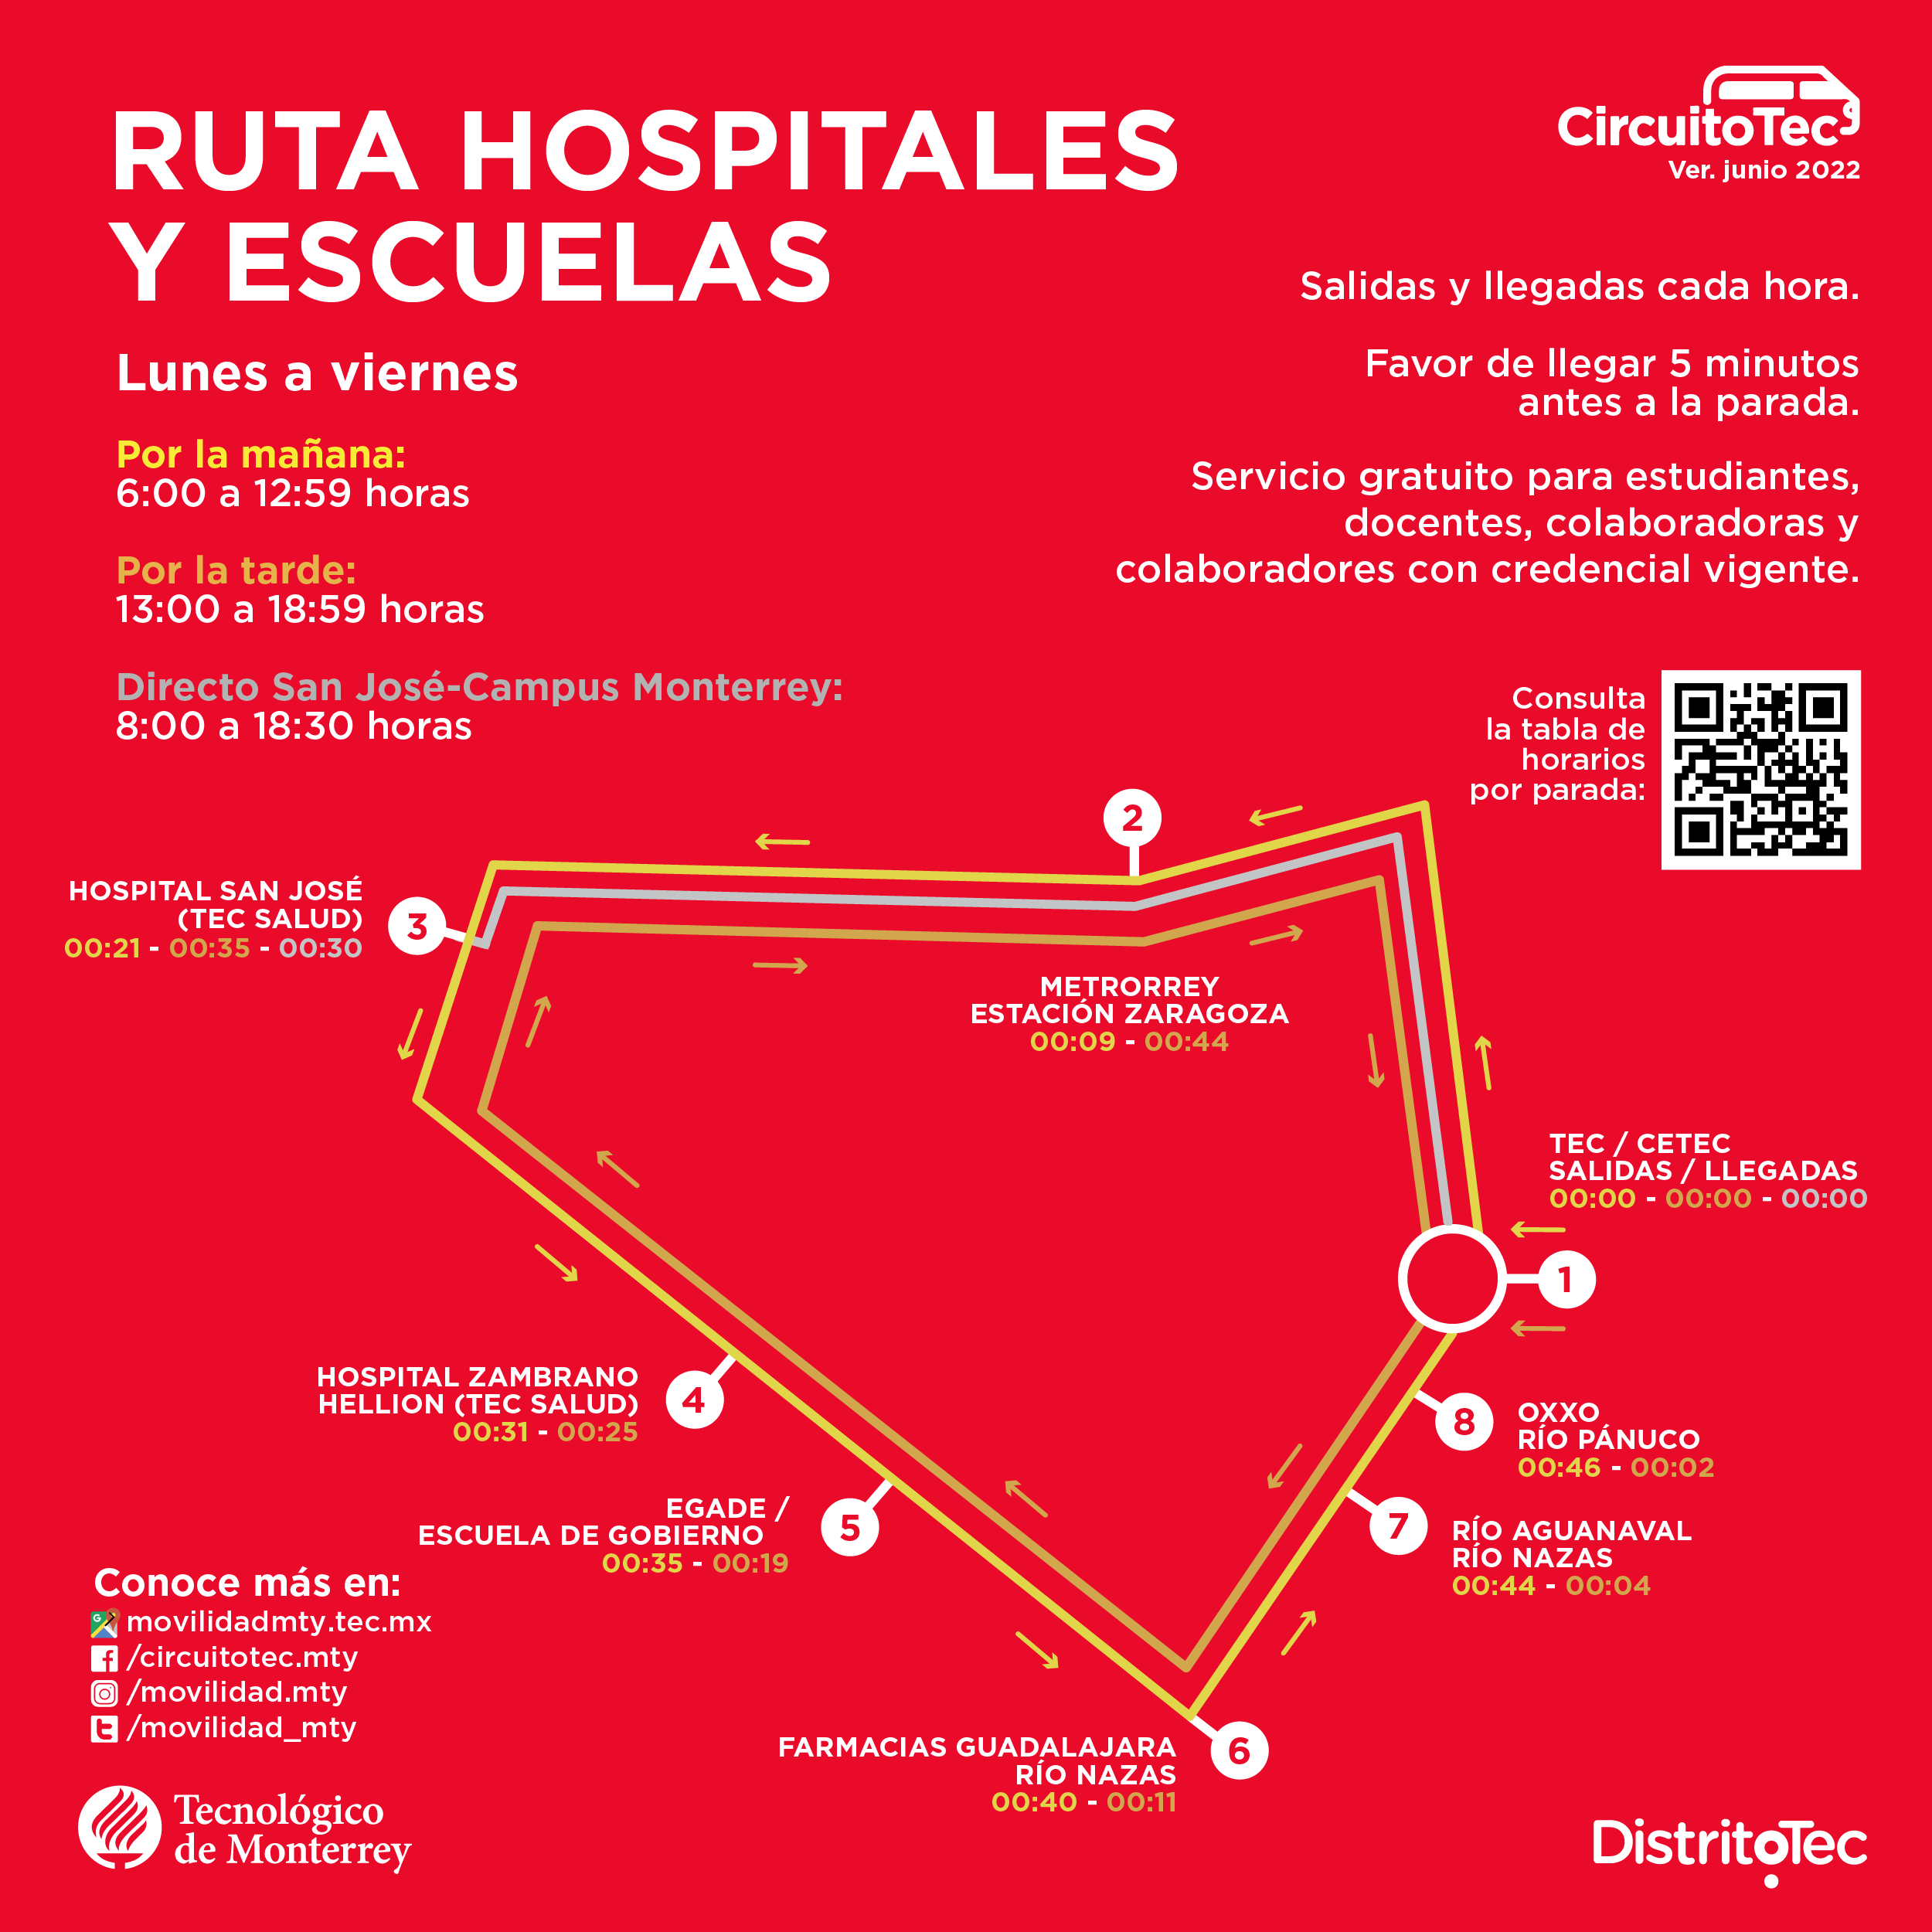 RUTA HOSPITALES
Y ESCUELAS
CircuitoTec
Ver. junio 2022
Lunes a viernes
Por la mañana:
6:00 a 12:59 horas
Por la tarde:
13:00 a 18:59 horas
Directo San José-Campus Monterrey:
8:00 a 18:30 horas
Salidas y llegadas cada hora.
Favor de llegar 5 minutos
antes a la parada.
Servicio gratuito para estudiantes,
docentes, colaboradoras y
colaboradores con credencial vigente.
Consulta
la tabla de
horarios
por parada:
2
HOSPITAL SAN JOSÉ
(TEC SALUD)
00:21 - 00:35 - 00:30
3
METRORREY
ESTACIÓN ZARAGOZA
00:09 - 00:44
TEC / CETEC
SALIDAS / LLEGADAS
00:00 - 00:00 - 00:00
1
HOSPITAL ZAMBRANO
HELLION (TEC SALUD)
00:31 - 00:25
4
8
OXXO
RÍO PÁNUCO
00:46 - 00:02
EGADE /
ESCUELA DE GOBIERNO
00:35 - 00:19
5
7
RÍO AGUANAVAL
RÍO NAZAS
00:44 - 00:04
FARMACIAS GUADALAJARA
RÍO NAZAS
00:40 - 00:11
6
Conoce más en:
movilidadmty.tec.mx
/circuitotec.mty
/movilidad.mty
/movilidad_mty
Tecnológico
de Monterrey
DistritoTec